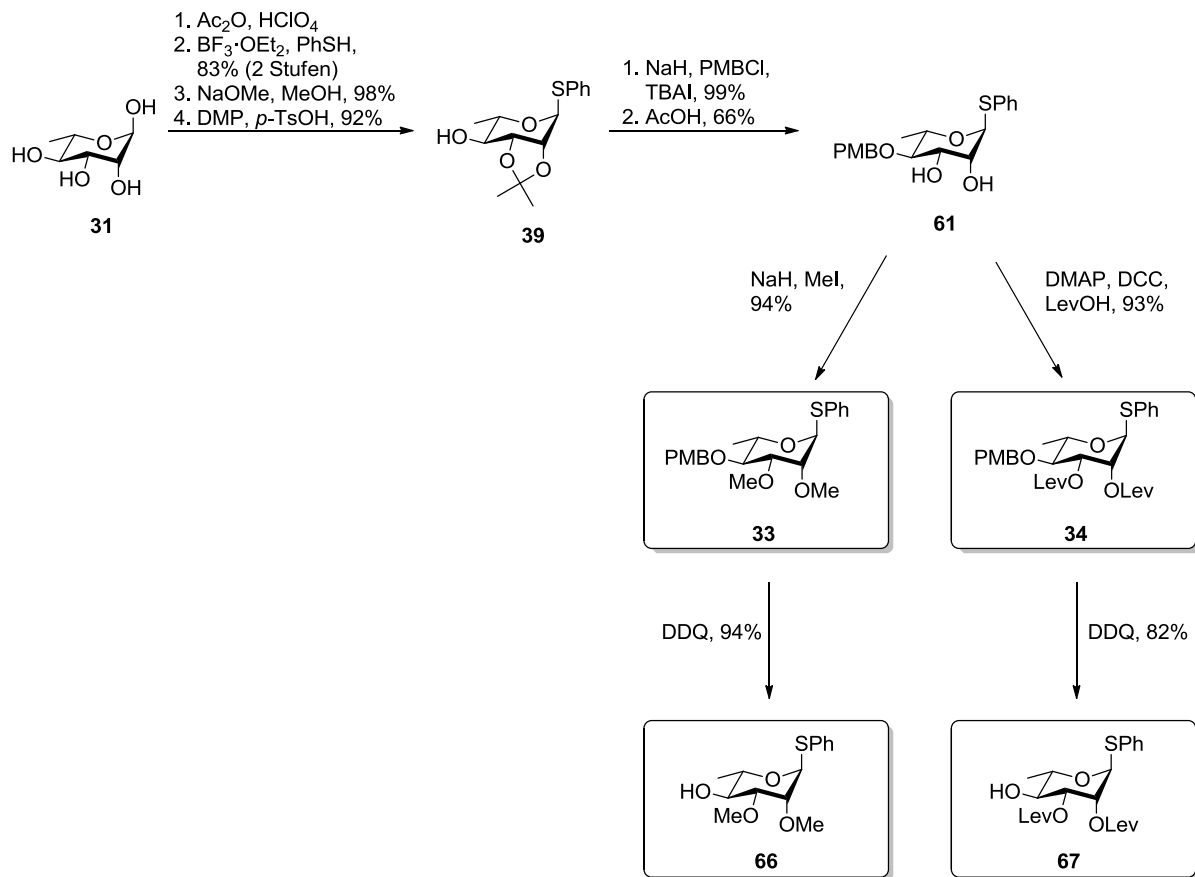 1. Ac2O, HClO4
2. BF3·OEt2, PhSH,
83% (2 Stufen)
3. NaOMe, MeOH, 98%
4. DMP, p-TsOH, 92%
OH
O
HO
HO
OH
31
SPh
O
HO
O
O
39
1. NaH, PMBCl,
TBAI, 99%
2. AcOH, 66%
SPh
O
PMBO
HO
OH
61
NaH, MeI,
94%
DMAP, DCC,
LevOH, 93%
SPh
O
PMBO
MeO
OMe
33
SPh
O
PMBO
LevO
OLev
34
DDQ, 94%
DDQ, 82%
SPh
O
HO
MeO
OMe
66
SPh
O
HO
LevO
OLev
67